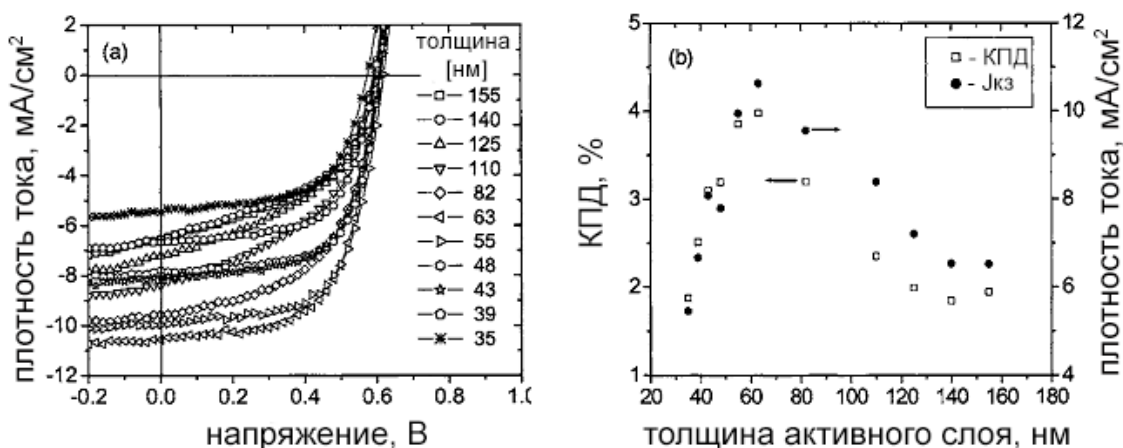 (a)
толщина
[нм]
155
140
125
110
82
63
55
48
43
39
35
плотность тока, мА/см²
2
0
-2
-4
-6
-8
-10
-12
-0.2 0.0 0.2 0.4 0.6 0.8 1.0
напряжение, В
(b)
- КПД
- Jкз
КПД, %
5
4
3
2
1
плотность тока, мА/см²
12
10
8
6
4
20 40 60 80 100 120 140 160 180
толщина активного слоя, нм